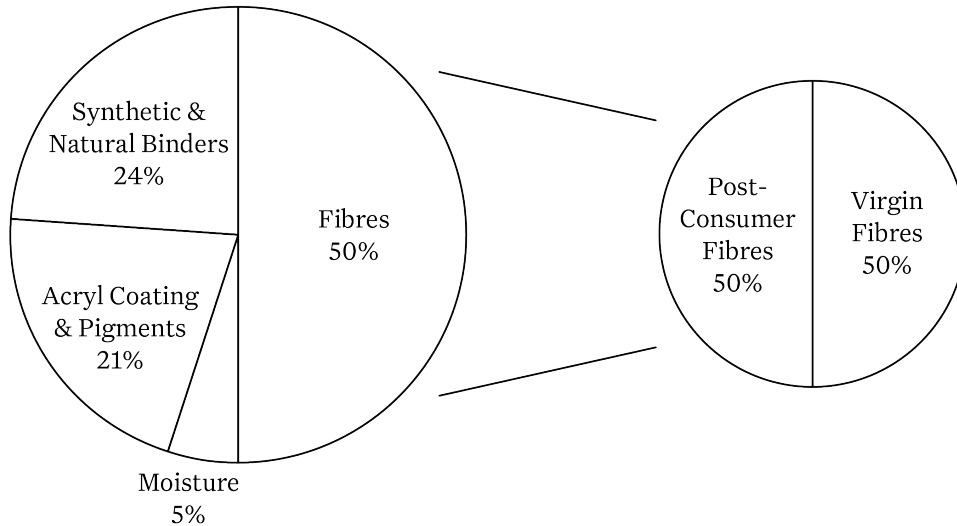 Synthetic &
Natural Binders
24%
Fibres
50%
Acryl Coating
& Pigments
21%
Moisture
5%
Post-
Consumer
Fibres
50%
Virgin
Fibres
50%